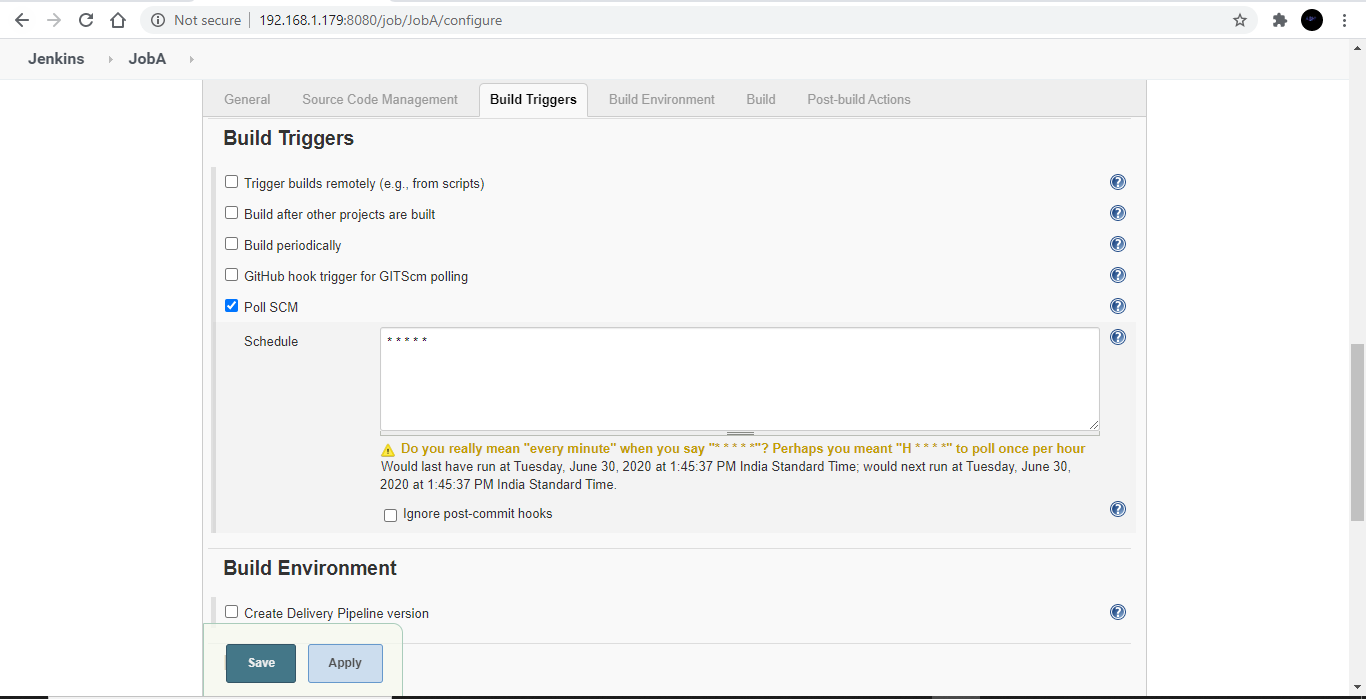 Not secure 192.168.1.179:8080/job/JobA/configure
Jenkins JobA
General Source Code Management Build Triggers Build Environment Build Post-build Actions
Build Triggers
Trigger builds remotely (e.g., from scripts)
Build after other projects are built
Build periodically
GitHub hook trigger for GITScm polling
Poll SCM
Schedule
* * * * *
Do you really mean "every minute" when you say "* * * * *"? Perhaps you meant "H * * * *" to poll once per hour
Would last have run at Tuesday, June 30, 2020 at 1:45:37 PM India Standard Time; would next run at Tuesday, June 30,
2020 at 1:45:37 PM India Standard Time.
Ignore post-commit hooks
Build Environment
Create Delivery Pipeline version
Save Apply